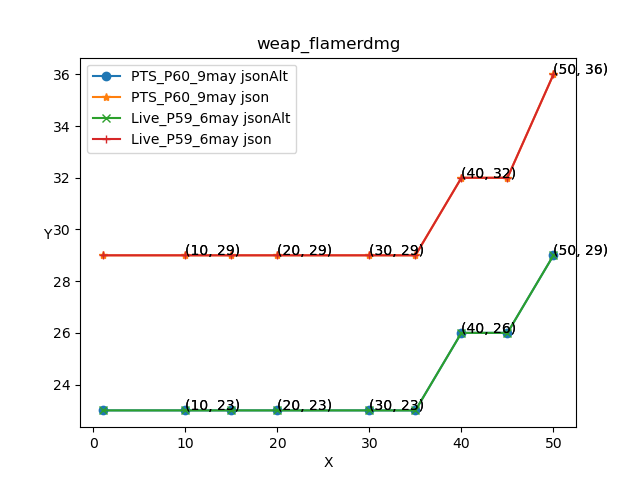 weap_flamerdmg
PTS_P60_9may jsonAlt
PTS_P60_9may json
Live_P59_6may jsonAlt
Live_P59_6may json
(50, 36)
(40, 32)
(10, 29) (20, 29) (30, 29) (50, 29)
(40, 26)
(10, 23) (20, 23) (30, 23)
36
34
32
30
28
26
24
Y
0 10 20 30 40 50
X